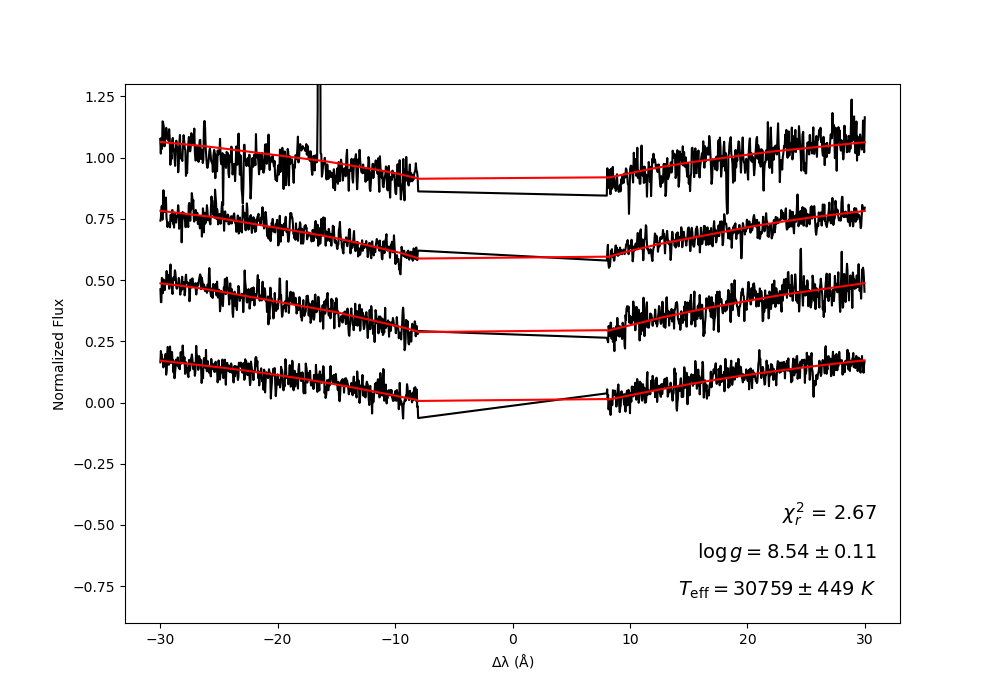 1.25
1.00
0.75
0.50
0.25
0.00
−0.25
−0.50
−0.75
Normalized Flux
χ²ᵣ = 2.67
log g = 8.54 ± 0.11
T_eff = 30759 ± 449 K
−30 −20 −10 0 10 20 30
Δλ (Å)